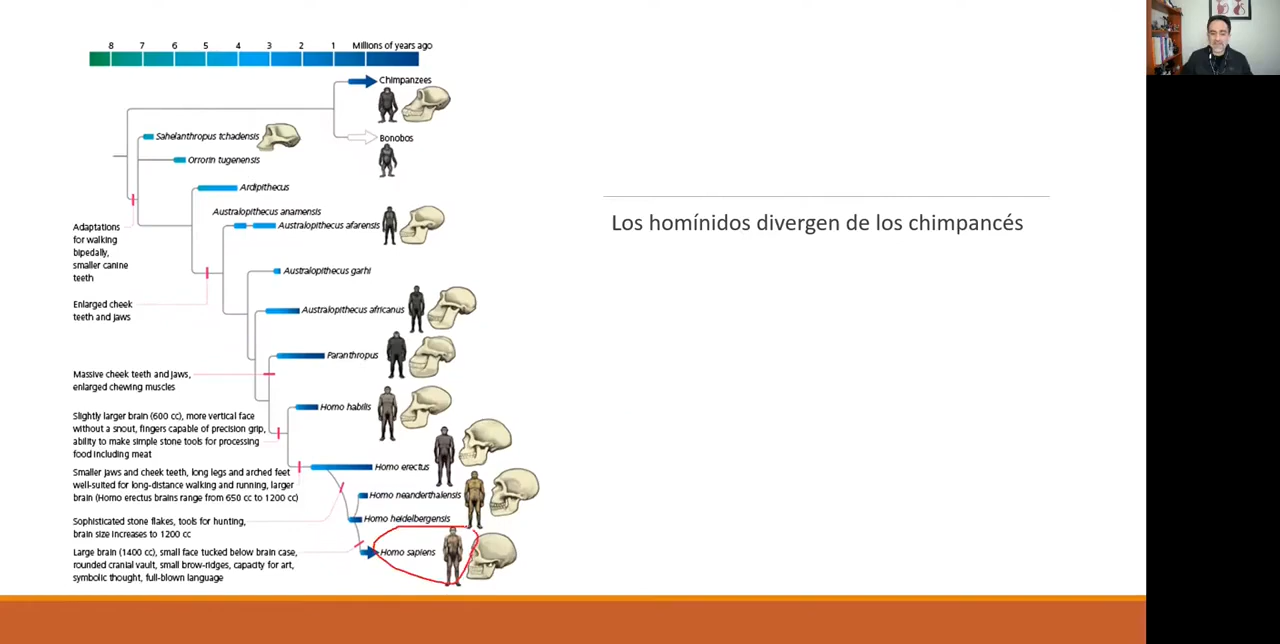 8 7 6 5 4 3 2 1 Millions of years ago
Chimpanzees
Sahelanthropus tchadensis
Bonobos
Orrorin tugenensis
Ardipithecus
Australopithecus anamensis
Australopithecus afarensis
Adaptations
for walking
bipedally,
smaller canine
teeth
Australopithecus garhi
Enlarged cheek
teeth and jaws
Australopithecus africanus
Paranthropus
Massive cheek teeth and jaws,
enlarged chewing muscles
Homo habilis
Slightly larger brain (600 cc), more vertical face
without a snout, fingers capable of precision grip,
ability to make simple stone tools for processing
food including meat
Homo erectus
Smaller jaws and cheek teeth, long legs and arched feet
well-suited for long-distance walking and running, larger
brain (Homo erectus brains range from 650 cc to 1200 cc)
Homo neanderthalensis
Homo heidelbergensis
Sophisticated stone flakes, tools for hunting,
brain size increases to 1200 cc
Homo sapiens
Large brain (1400 cc), small face tucked below brain case,
rounded cranial vault, small brow-ridges, capacity for art,
symbolic thought, full-blown language
Los homínidos divergen de los chimpancés